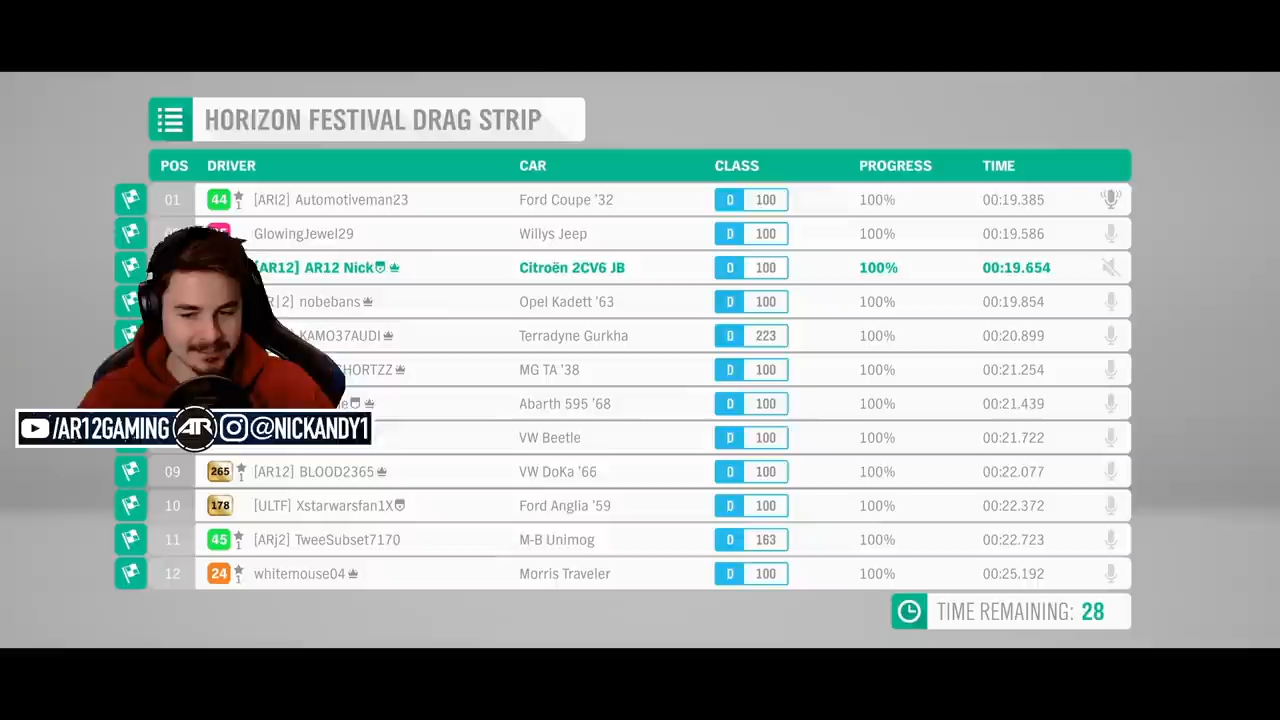 HORIZON FESTIVAL DRAG STRIP
POS DRIVER CAR CLASS PROGRESS TIME
01 44 1 [ARl2] Automotiveman23 Ford Coupe '32 D 100 100% 00:19.385
GlowingJewel29 Willys Jeep D 100 100% 00:19.586
[AR12] AR12 Nick Citroën 2CV6 JB D 100 100% 00:19.654
nobebans Opel Kadett '63 D 100 100% 00:19.854
KAMO37AUDI Terradyne Gurkha D 223 100% 00:20.899
MG TA '38 D 100 100% 00:21.254
Abarth 595 '68 D 100 100% 00:21.439
/AR12GAMING AR @NICKANDY1
VW Beetle D 100 100% 00:21.722
09 265 1 [AR12] BLOOD2365 VW DoKa '66 D 100 100% 00:22.077
10 178 [ULTF] Xstarwarsfan1X Ford Anglia '59 D 100 100% 00:22.372
11 45 1 [ARj2] TweeSubset7170 M-B Unimog D 163 100% 00:22.723
12 24 1 whitemouse04 Morris Traveler D 100 100% 00:25.192
TIME REMAINING: 28